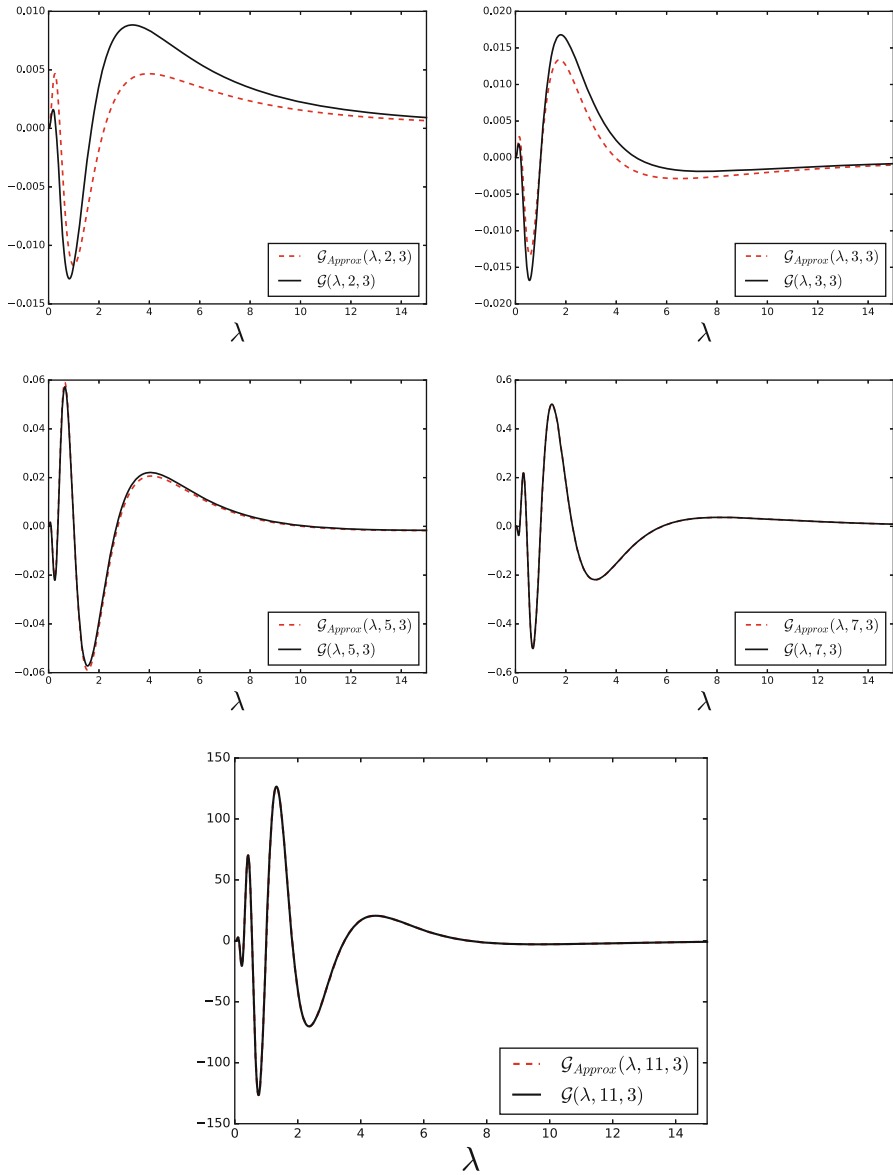 0.010
0.005
0.000
−0.005
−0.010
−0.015
0 2 4 6 8 10 12 14
λ
𝒢_Approx(λ, 2, 3)
𝒢(λ, 2, 3)
0.020
0.015
0.010
0.005
0.000
−0.005
−0.010
−0.015
−0.020
0 2 4 6 8 10 12 14
λ
𝒢_Approx(λ, 3, 3)
𝒢(λ, 3, 3)
0.06
0.04
0.02
0.00
−0.02
−0.04
−0.06
0 2 4 6 8 10 12 14
λ
𝒢_Approx(λ, 5, 3)
𝒢(λ, 5, 3)
0.6
0.4
0.2
0.0
−0.2
−0.4
−0.6
0 2 4 6 8 10 12 14
λ
𝒢_Approx(λ, 7, 3)
𝒢(λ, 7, 3)
150
100
50
0
−50
−100
−150
0 2 4 6 8 10 12 14
λ
𝒢_Approx(λ, 11, 3)
𝒢(λ, 11, 3)